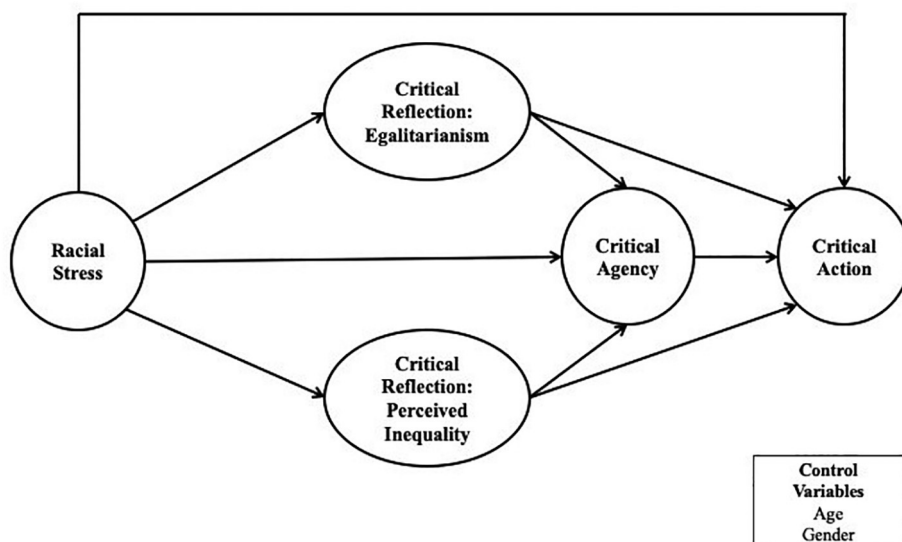 Critical
Reflection:
Egalitarianism
Racial
Stress
Critical
Agency
Critical
Action
Critical
Reflection:
Perceived
Inequality
Control
Variables
Age
Gender